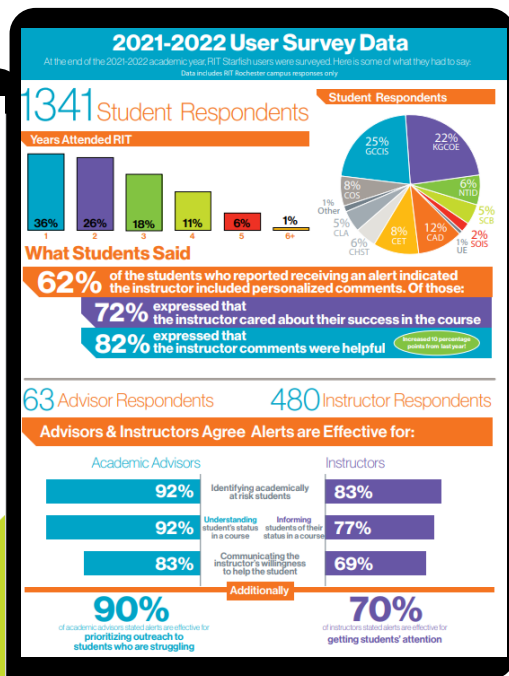 2021-2022 User Survey Data
At the end of the 2021-2022 academic year, RIT Starfish users were surveyed. Here is some of what they had to say:
Data includes RIT Rochester campus responses only
1341 Student Respondents
Student Respondents
Years Attended RIT
36%
26%
18%
11%
6%
1%
1
2
3
4
5
6+
25%
GCCIS
22%
KGCOE
6%
NTID
5%
SCB
2%
SOIS
1%
UE
12%
CAD
8%
CET
6%
CHST
5%
CLA
1%
Other
8%
COS
What Students Said
62% of the students who reported receiving an alert indicated
the instructor included personalized comments. Of those:
72% expressed that
the instructor cared about their success in the course
82% expressed that
the instructor comments were helpful
Increased 10 percentage
points from last year!
63 Advisor Respondents
480 Instructor Respondents
Advisors & Instructors Agree Alerts are Effective for:
Academic Advisors
Instructors
92%
Identifying academically
at risk students
83%
92%
Understanding
student's status
in a course
Informing
students of their
status in a course
77%
83%
Communicating the
instructor's willingness
to help the student
69%
Additionally
90%
of academic advisors stated alerts are effective for
prioritizing outreach to
students who are struggling
70%
of instructors stated alerts are effective for
getting students' attention